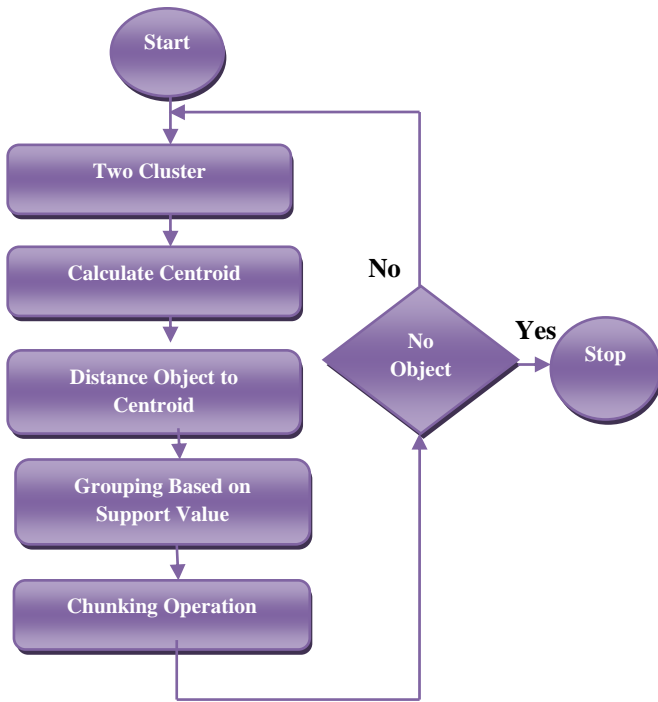 Start
Two Cluster
Calculate Centroid
Distance Object to
Centroid
Grouping Based on
Support Value
Chunking Operation
No
No
Object
Yes
Stop